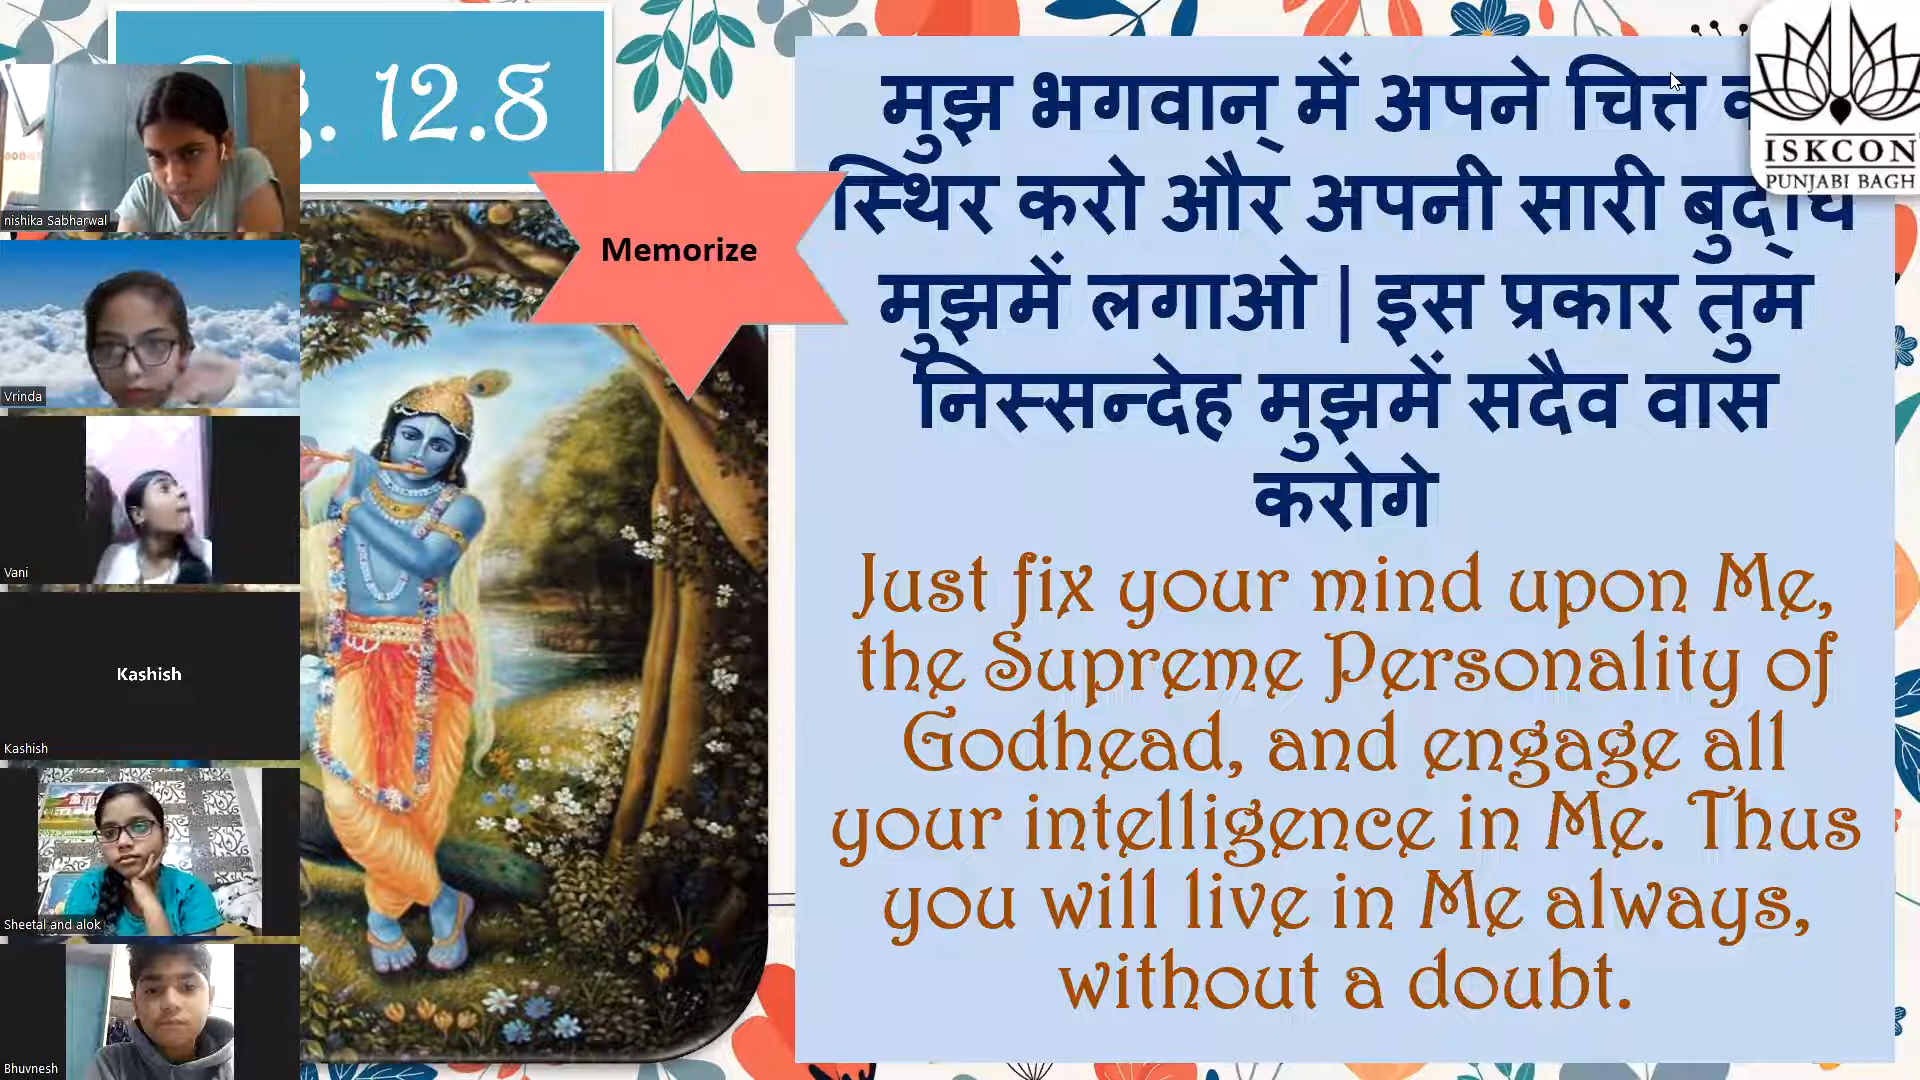 12.8
Memorize
मुझ भगवान् में अपने चित्त
स्थिर करो और अपनी सारी बुद्धि
मुझमें लगाओ | इस प्रकार तुम
निस्सन्देह मुझमें सदैव वास
करोगे
Just fix your mind upon Me,
the Supreme Personality of
Godhead, and engage all
your intelligence in Me. Thus
you will live in Me always,
without a doubt.
ISKCON
PUNJABI BAGH
nishika Sabharwal
Vrinda
Vani
Kashish
Kashish
Sheetal and alok
Bhuvnesh